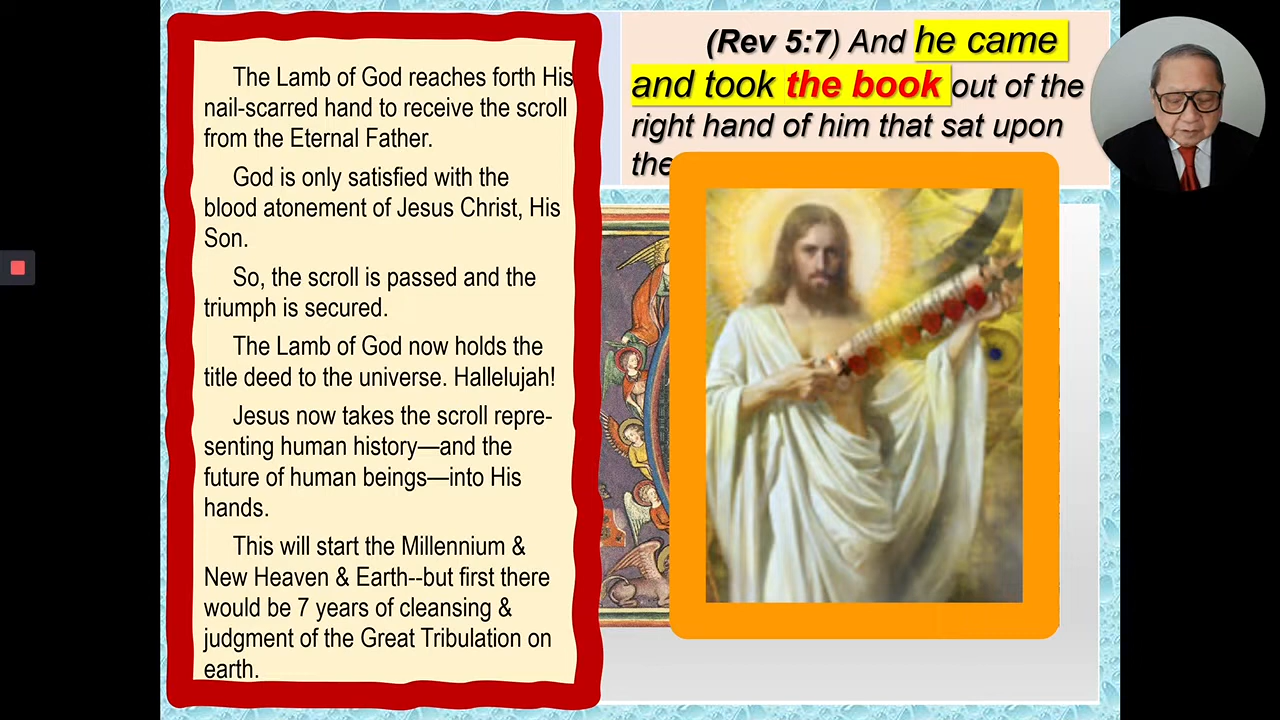 The Lamb of God reaches forth His
nail-scarred hand to receive the scroll
from the Eternal Father.
God is only satisfied with the
blood atonement of Jesus Christ, His
Son.
So, the scroll is passed and the
triumph is secured.
The Lamb of God now holds the
title deed to the universe. Hallelujah!
Jesus now takes the scroll repre-
senting human history—and the
future of human beings—into His
hands.
This will start the Millennium &
New Heaven & Earth--but first there
would be 7 years of cleansing &
judgment of the Great Tribulation on
earth.
(Rev 5:7) And he came
and took the book out of the
right hand of him that sat upon
the